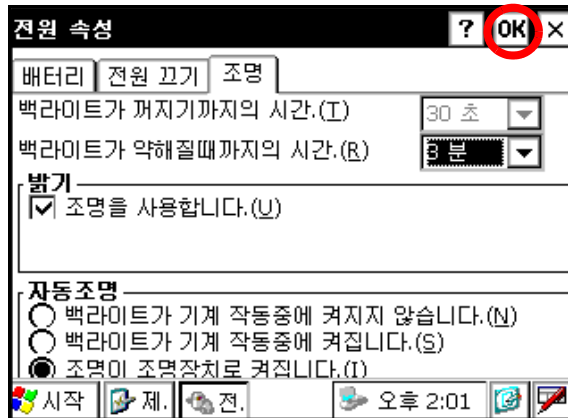 전원 속성 ? OK ×
배터리 전원 끄기 조명
백라이트가 꺼지기까지의 시간.(T) 30 초
백라이트가 약해질때까지의 시간.(R) 3 분
밝기
조명을 사용합니다.(U)
자동조명
백라이트가 기계 작동중에 켜지지 않습니다.(N)
백라이트가 기계 작동중에 켜집니다.(S)
조명이 조명장치로 켜집니다.(I)
시작 제. 전. 오후 2:01